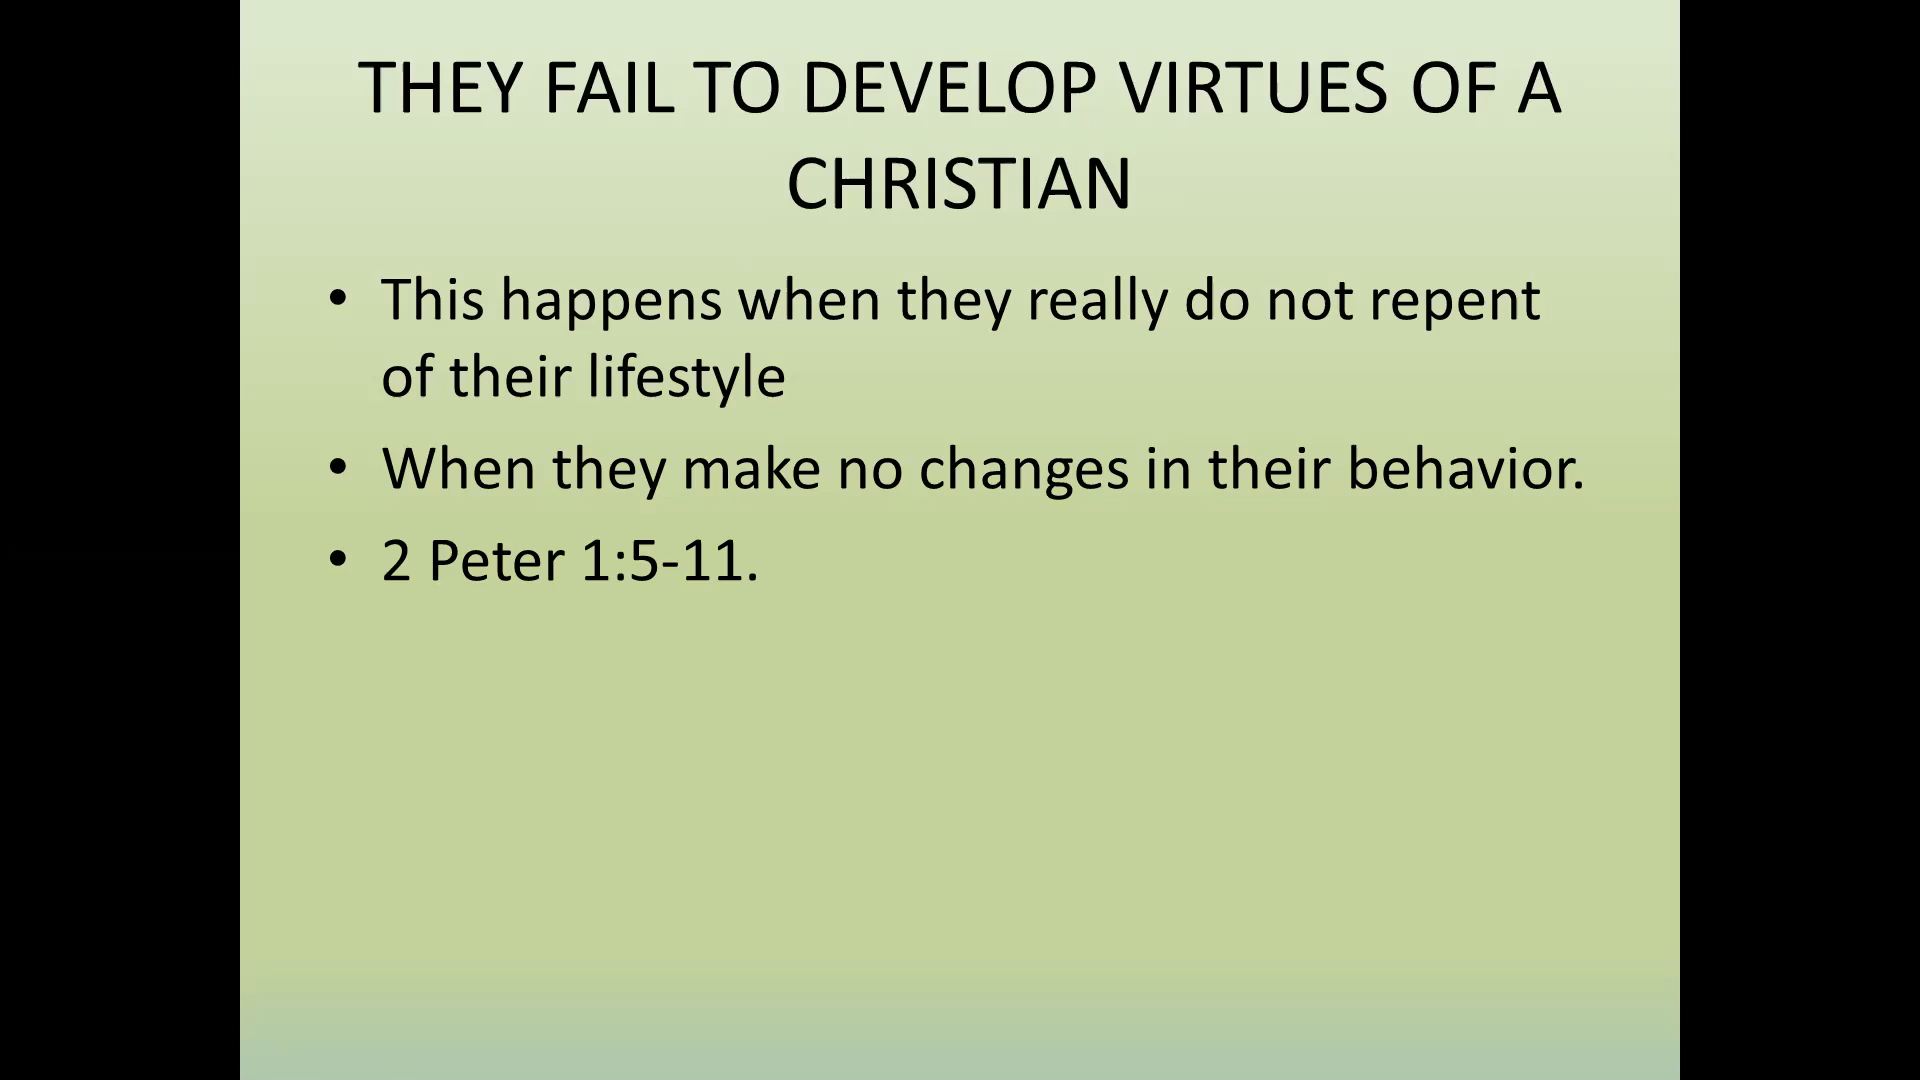 THEY FAIL TO DEVELOP VIRTUES OF A
CHRISTIAN
• This happens when they really do not repent
of their lifestyle
• When they make no changes in their behavior.
• 2 Peter 1:5-11.